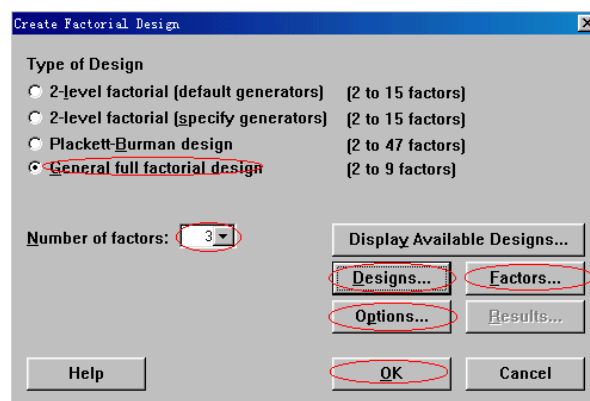 Create Factorial Design
Type of Design
2-level factorial (default generators) (2 to 15 factors)
2-level factorial (specify generators) (2 to 15 factors)
Plackett-Burman design (2 to 47 factors)
General full factorial design (2 to 9 factors)
Number of factors: 3
Display Available Designs...
Designs... Factors...
Options... Results...
Help OK Cancel